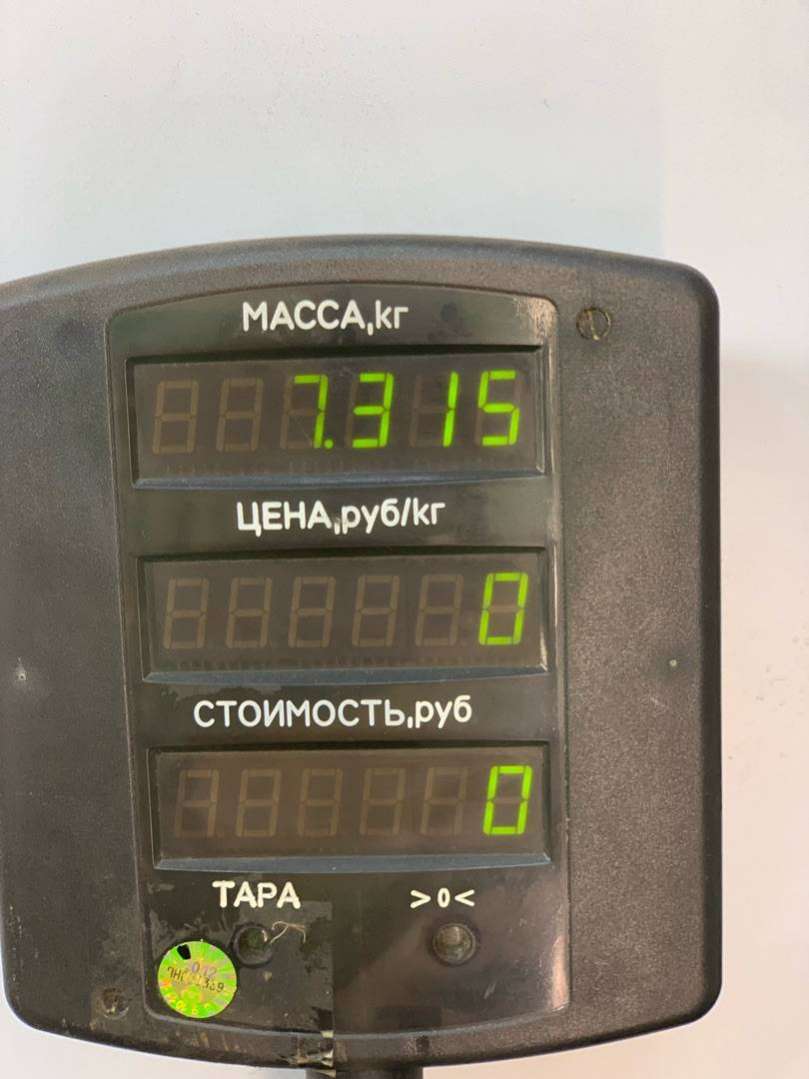 МАССА,кг
7.315
ЦЕНА,руб/кг
0
СТОИМОСТЬ,руб
0
ТАРА >0<